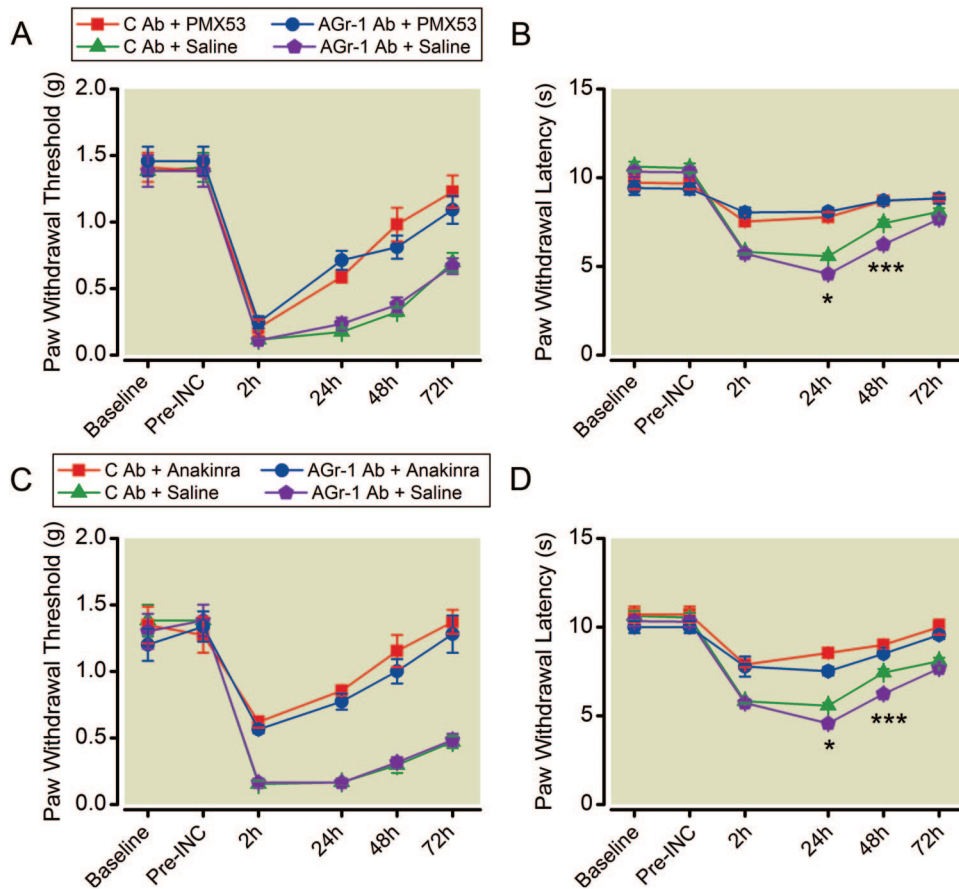 A
C Ab + PMX53
AGr-1 Ab + PMX53
C Ab + Saline
AGr-1 Ab + Saline
B
Paw Withdrawal Threshold (g)
2.0
1.5
1.0
0.5
0.0
Baseline
Pre-INC
2h
24h
48h
72h
Paw Withdrawal Latency (s)
15
10
5
0
*
***
Baseline
Pre-INC
2h
24h
48h
72h
C
C Ab + Anakinra
AGr-1 Ab + Anakinra
C Ab + Saline
AGr-1 Ab + Saline
D
Paw Withdrawal Threshold (g)
2.0
1.5
1.0
0.5
0.0
Baseline
Pre-INC
2h
24h
48h
72h
Paw Withdrawal Latency (s)
15
10
5
0
*
***
Baseline
Pre-INC
2h
24h
48h
72h